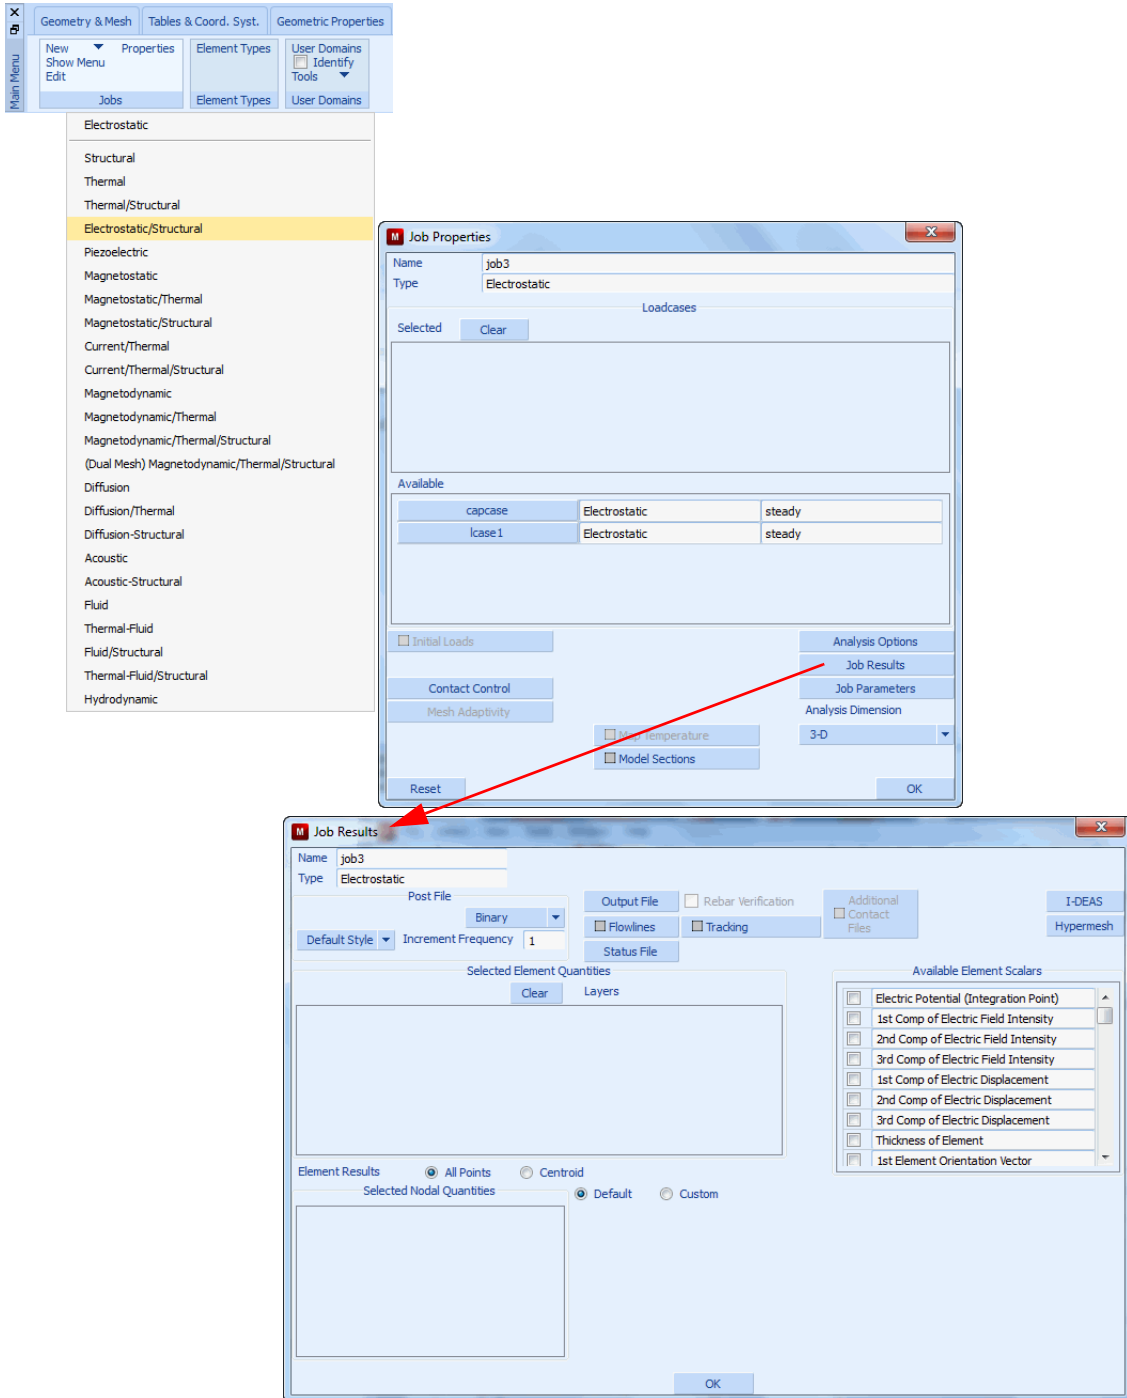 Geometry & Mesh Tables & Coord. Syst. Geometric Properties
Main Menu
New Properties
Show Menu
Edit
Jobs
Element Types
Element Types
User Domains
Identify
Tools
User Domains
Electrostatic
Structural
Thermal
Thermal/Structural
Electrostatic/Structural
Piezoelectric
Magnetostatic
Magnetostatic/Thermal
Magnetostatic/Structural
Current/Thermal
Current/Thermal/Structural
Magnetodynamic
Magnetodynamic/Thermal
Magnetodynamic/Thermal/Structural
(Dual Mesh) Magnetodynamic/Thermal/Structural
Diffusion
Diffusion/Thermal
Diffusion-Structural
Acoustic
Acoustic-Structural
Fluid
Thermal-Fluid
Fluid/Structural
Thermal-Fluid/Structural
Hydrodynamic
M Job Properties
Name job3
Type Electrostatic
Loadcases
Selected Clear
Available
capcase Electrostatic steady
lcase1 Electrostatic steady
Initial Loads Analysis Options
Job Results
Contact Control Job Parameters
Mesh Adaptivity Analysis Dimension
Map Temperature 3-D
Model Sections
Reset OK
M Job Results
Name job3
Type Electrostatic
Post File
Binary
Default Style Increment Frequency 1
Output File Rebar Verification
Flowlines Tracking
Status File
Additional
Contact
Files
I-DEAS
Hypermesh
Selected Element Quantities
Clear Layers
Available Element Scalars
Electric Potential (Integration Point)
1st Comp of Electric Field Intensity
2nd Comp of Electric Field Intensity
3rd Comp of Electric Field Intensity
1st Comp of Electric Displacement
2nd Comp of Electric Displacement
3rd Comp of Electric Displacement
Thickness of Element
1st Element Orientation Vector
Element Results All Points Centroid
Selected Nodal Quantities Default Custom
OK